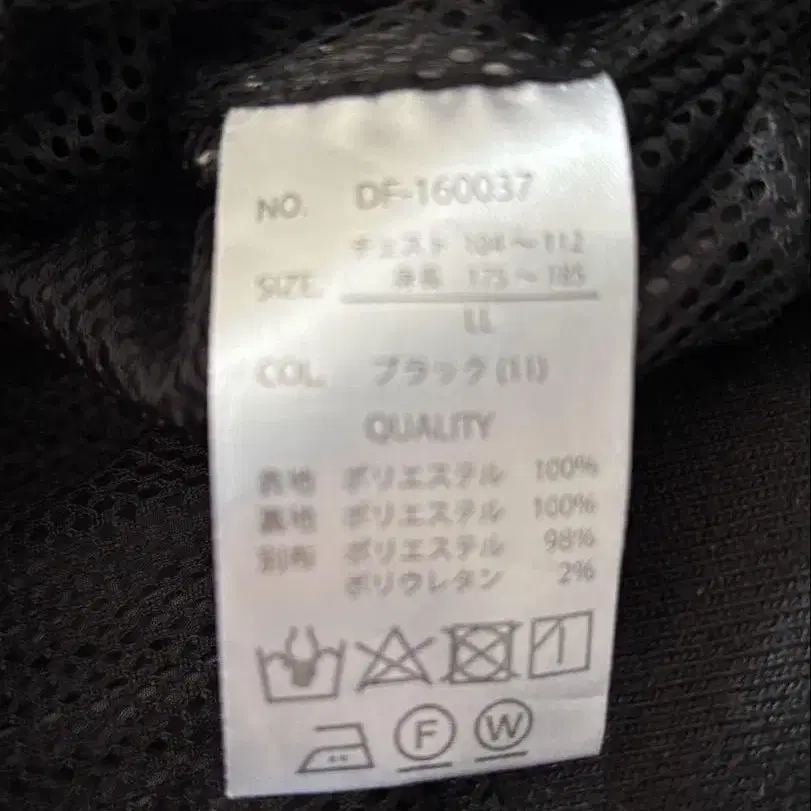 NO. DF-160037
チェスト 104～112
SIZE 身長 175～185
LL
COL. ブラック(11)
QUALITY
表地 ポリエステル 100%
裏地 ポリエステル 100%
別布 ポリエステル 98%
ポリウレタン 2%
F W